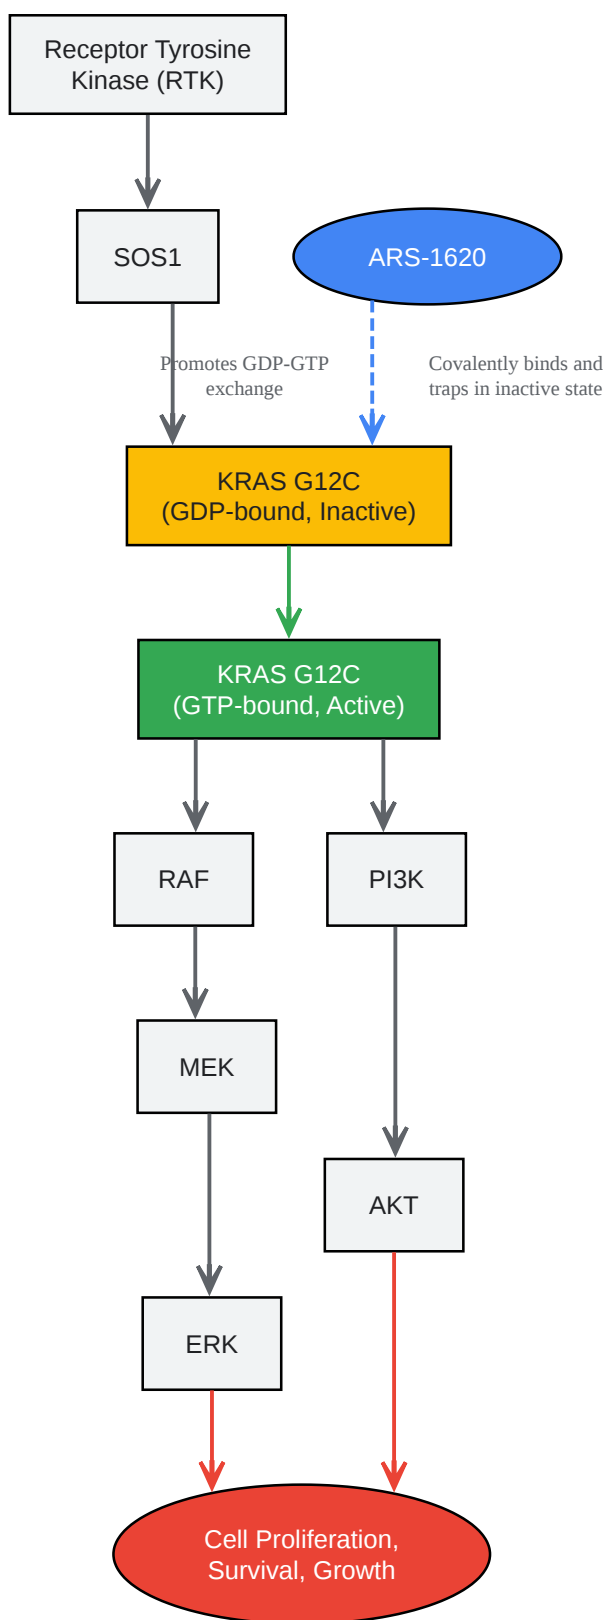 Receptor Tyrosine
Kinase (RTK)
SOS1
ARS-1620
Promotes GDP-GTP
exchange
Covalently binds and
traps in inactive state
KRAS G12C
(GDP-bound, Inactive)
KRAS G12C
(GTP-bound, Active)
RAF
PI3K
MEK
AKT
ERK
Cell Proliferation,
Survival, Growth